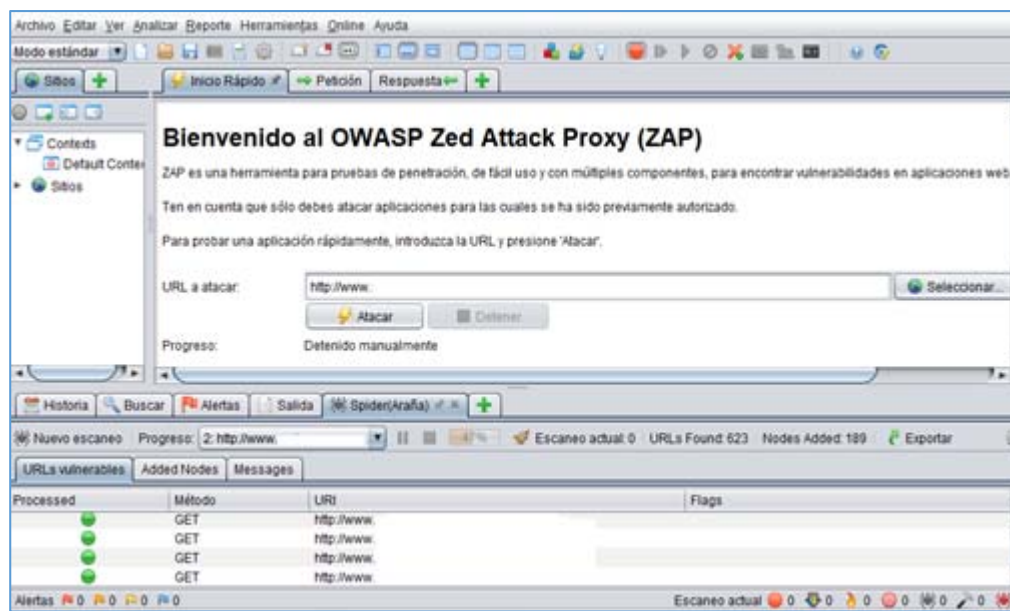 Archivo Editar Ver Analizar Reporte Herramientas Online Ayuda
Modo estándar
Sitios
Inicio Rápido
Petición
Respuesta
Contexts
Default Conte
Sitios
Bienvenido al OWASP Zed Attack Proxy (ZAP)
ZAP es una herramienta para pruebas de penetración, de fácil uso y con múltiples componentes, para encontrar vulnerabilidades en aplicaciones web
Ten en cuenta que sólo debes atacar aplicaciones para las cuales se ha sido previamente autorizado.
Para probar una aplicación rápidamente, introduzca la URL y presione 'Atacar'.
URL a atacar: http://www. Seleccionar...
Atacar Detener
Progreso: Detenido manualmente
Historia Buscar Alertas Salida Spider(Araña)
Nuevo escaneo Progreso: 2: http://www. Escaneo actual: 0 URLs Found: 623 Nodes Added: 189 Exportar
URLs vulnerables Added Nodes Messages
Processed Método URI Flags
GET http://www.
GET http://www.
GET http://www.
GET http://www.
Alertas 0 0 0 0 Escaneo actual 0 0 0 0 0 0